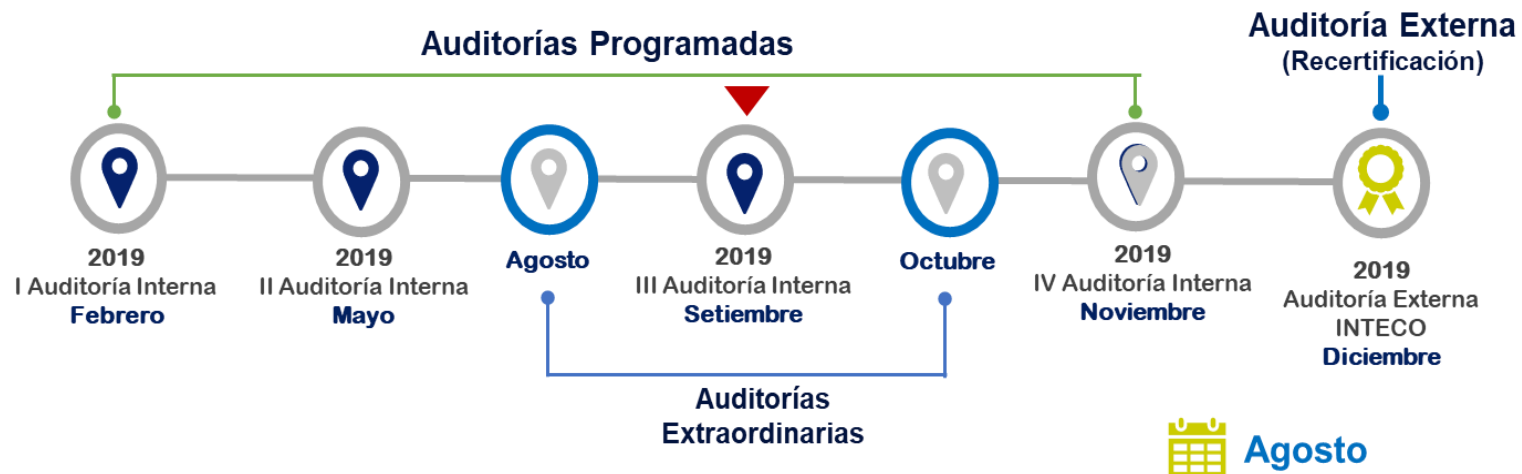 Auditorías Programadas
Auditoría Externa
(Recertificación)
2019
I Auditoría Interna
Febrero
2019
II Auditoría Interna
Mayo
Agosto
2019
III Auditoría Interna
Setiembre
Octubre
2019
IV Auditoría Interna
Noviembre
2019
Auditoría Externa
INTECO
Diciembre
Auditorías
Extraordinarias
Agosto